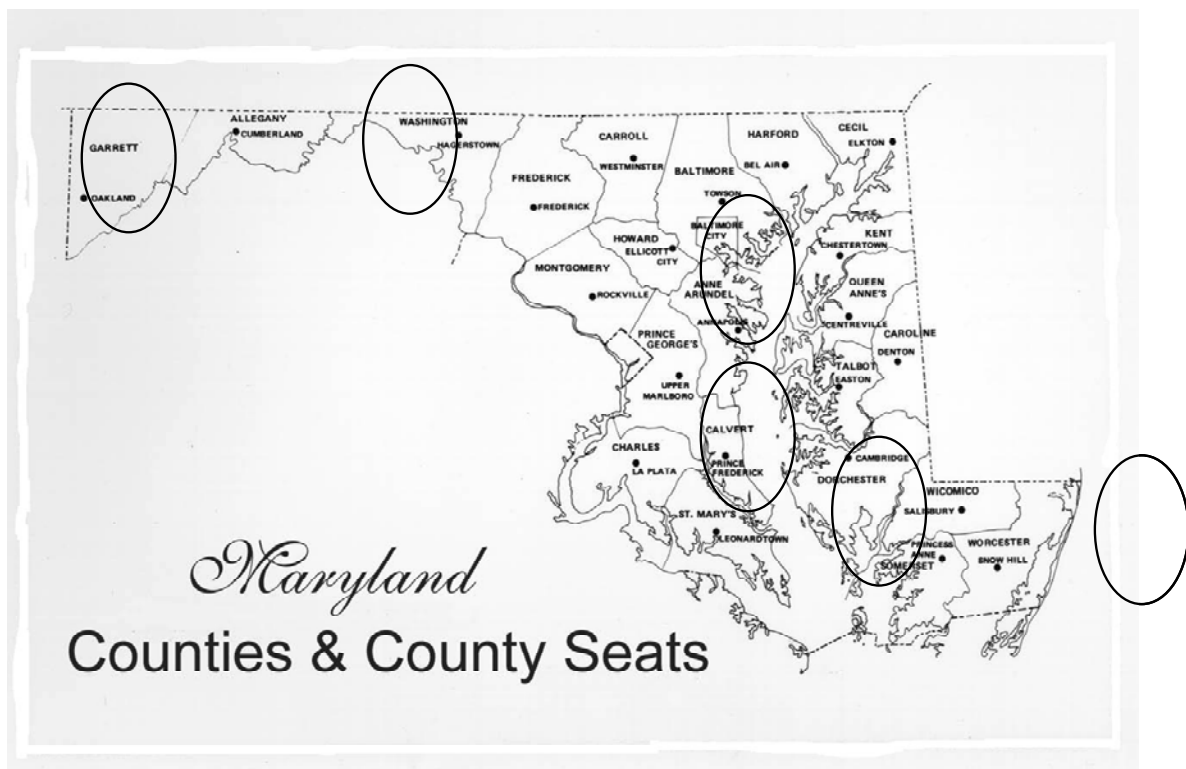 GARRETT
OAKLAND
ALLEGANY
CUMBERLAND
WASHINGTON
HAGERSTOWN
FREDERICK
FREDERICK
CARROLL
WESTMINSTER
BALTIMORE
TOWSON
BALTIMORE
CITY
HARFORD
BEL AIR
CECIL
ELKTON
HOWARD
ELLICOTT
CITY
MONTGOMERY
ROCKVILLE
ANNE
ARUNDEL
ANNAPOLIS
KENT
CHESTERTOWN
QUEEN
ANNE'S
CENTREVILLE
CAROLINE
DENTON
TALBOT
EASTON
PRINCE
GEORGE'S
UPPER
MARLBORO
CALVERT
PRINCE
FREDERICK
CHARLES
LA PLATA
ST. MARY'S
LEONARDTOWN
CAMBRIDGE
DORCHESTER
WICOMICO
SALISBURY
PRINCESS
ANNE
SOMERSET
WORCESTER
SNOW HILL
Maryland
Counties & County Seats